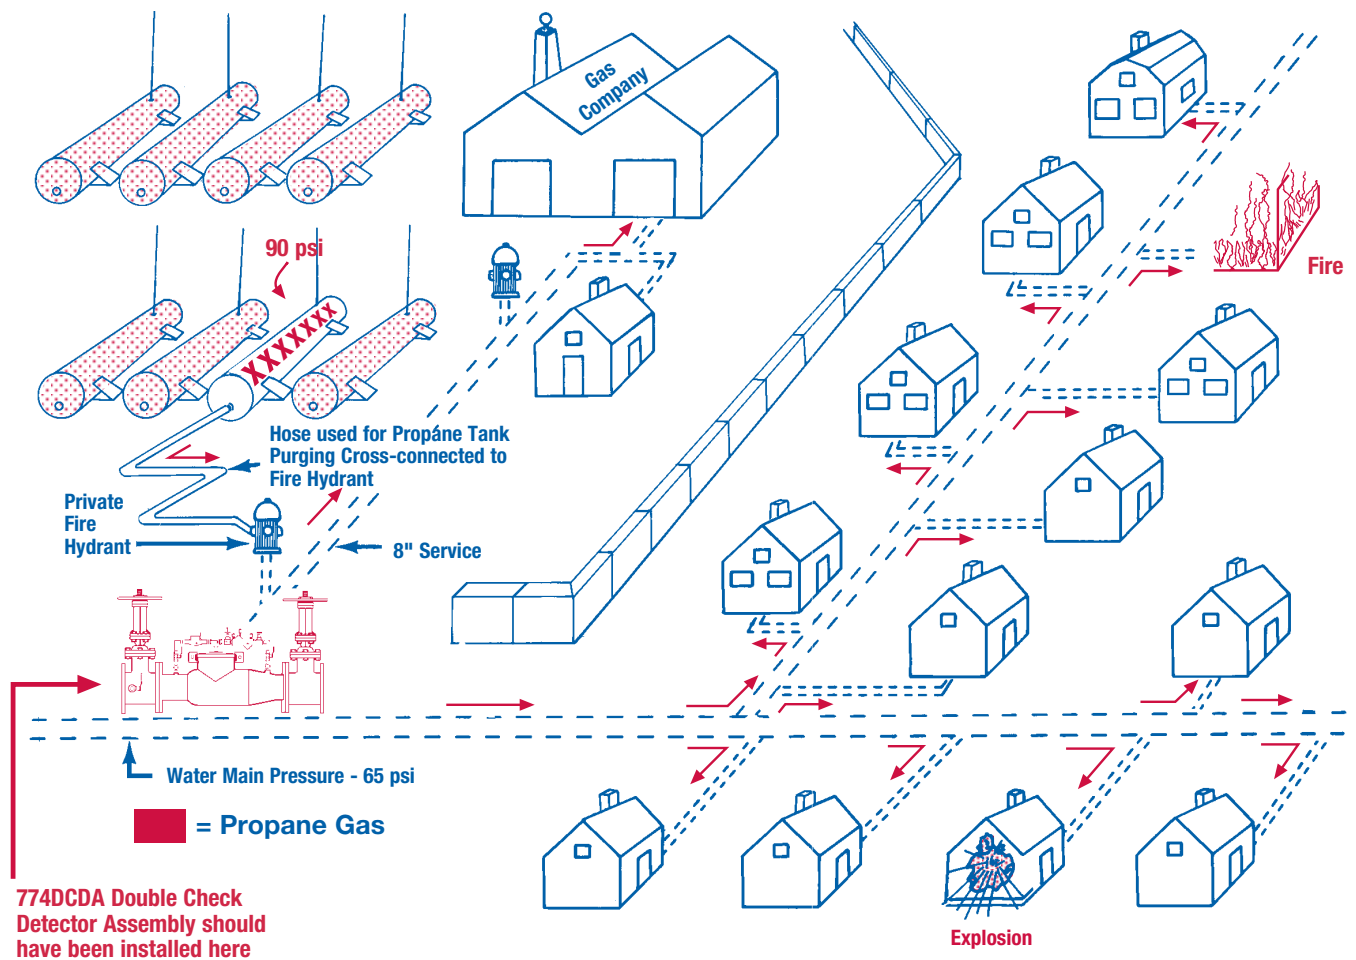 Gas
Company
90 psi
Fire
Hose used for Propane Tank
Purging Cross-connected to
Fire Hydrant
Private
Fire
Hydrant
8" Service
Water Main Pressure - 65 psi
= Propane Gas
774DCDA Double Check
Detector Assembly should
have been installed here
Explosion